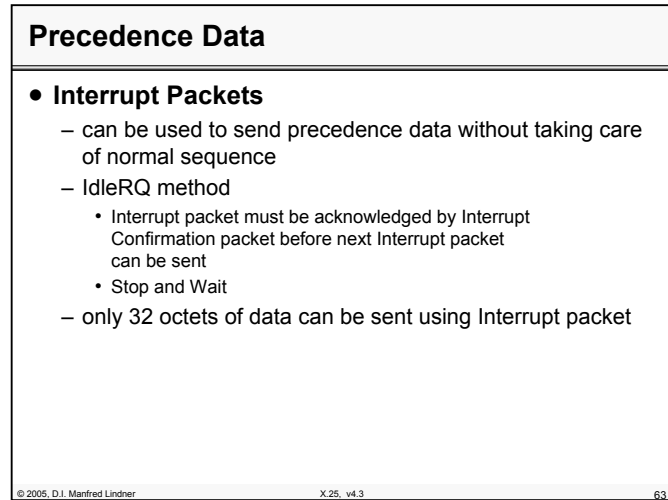 Precedence Data
• Interrupt Packets
– can be used to send precedence data without taking care
of normal sequence
– IdleRQ method
• Interrupt packet must be acknowledged by Interrupt
Confirmation packet before next Interrupt packet
can be sent
• Stop and Wait
– only 32 octets of data can be sent using Interrupt packet
© 2005, D.I. Manfred Lindner X.25, v4.3 63